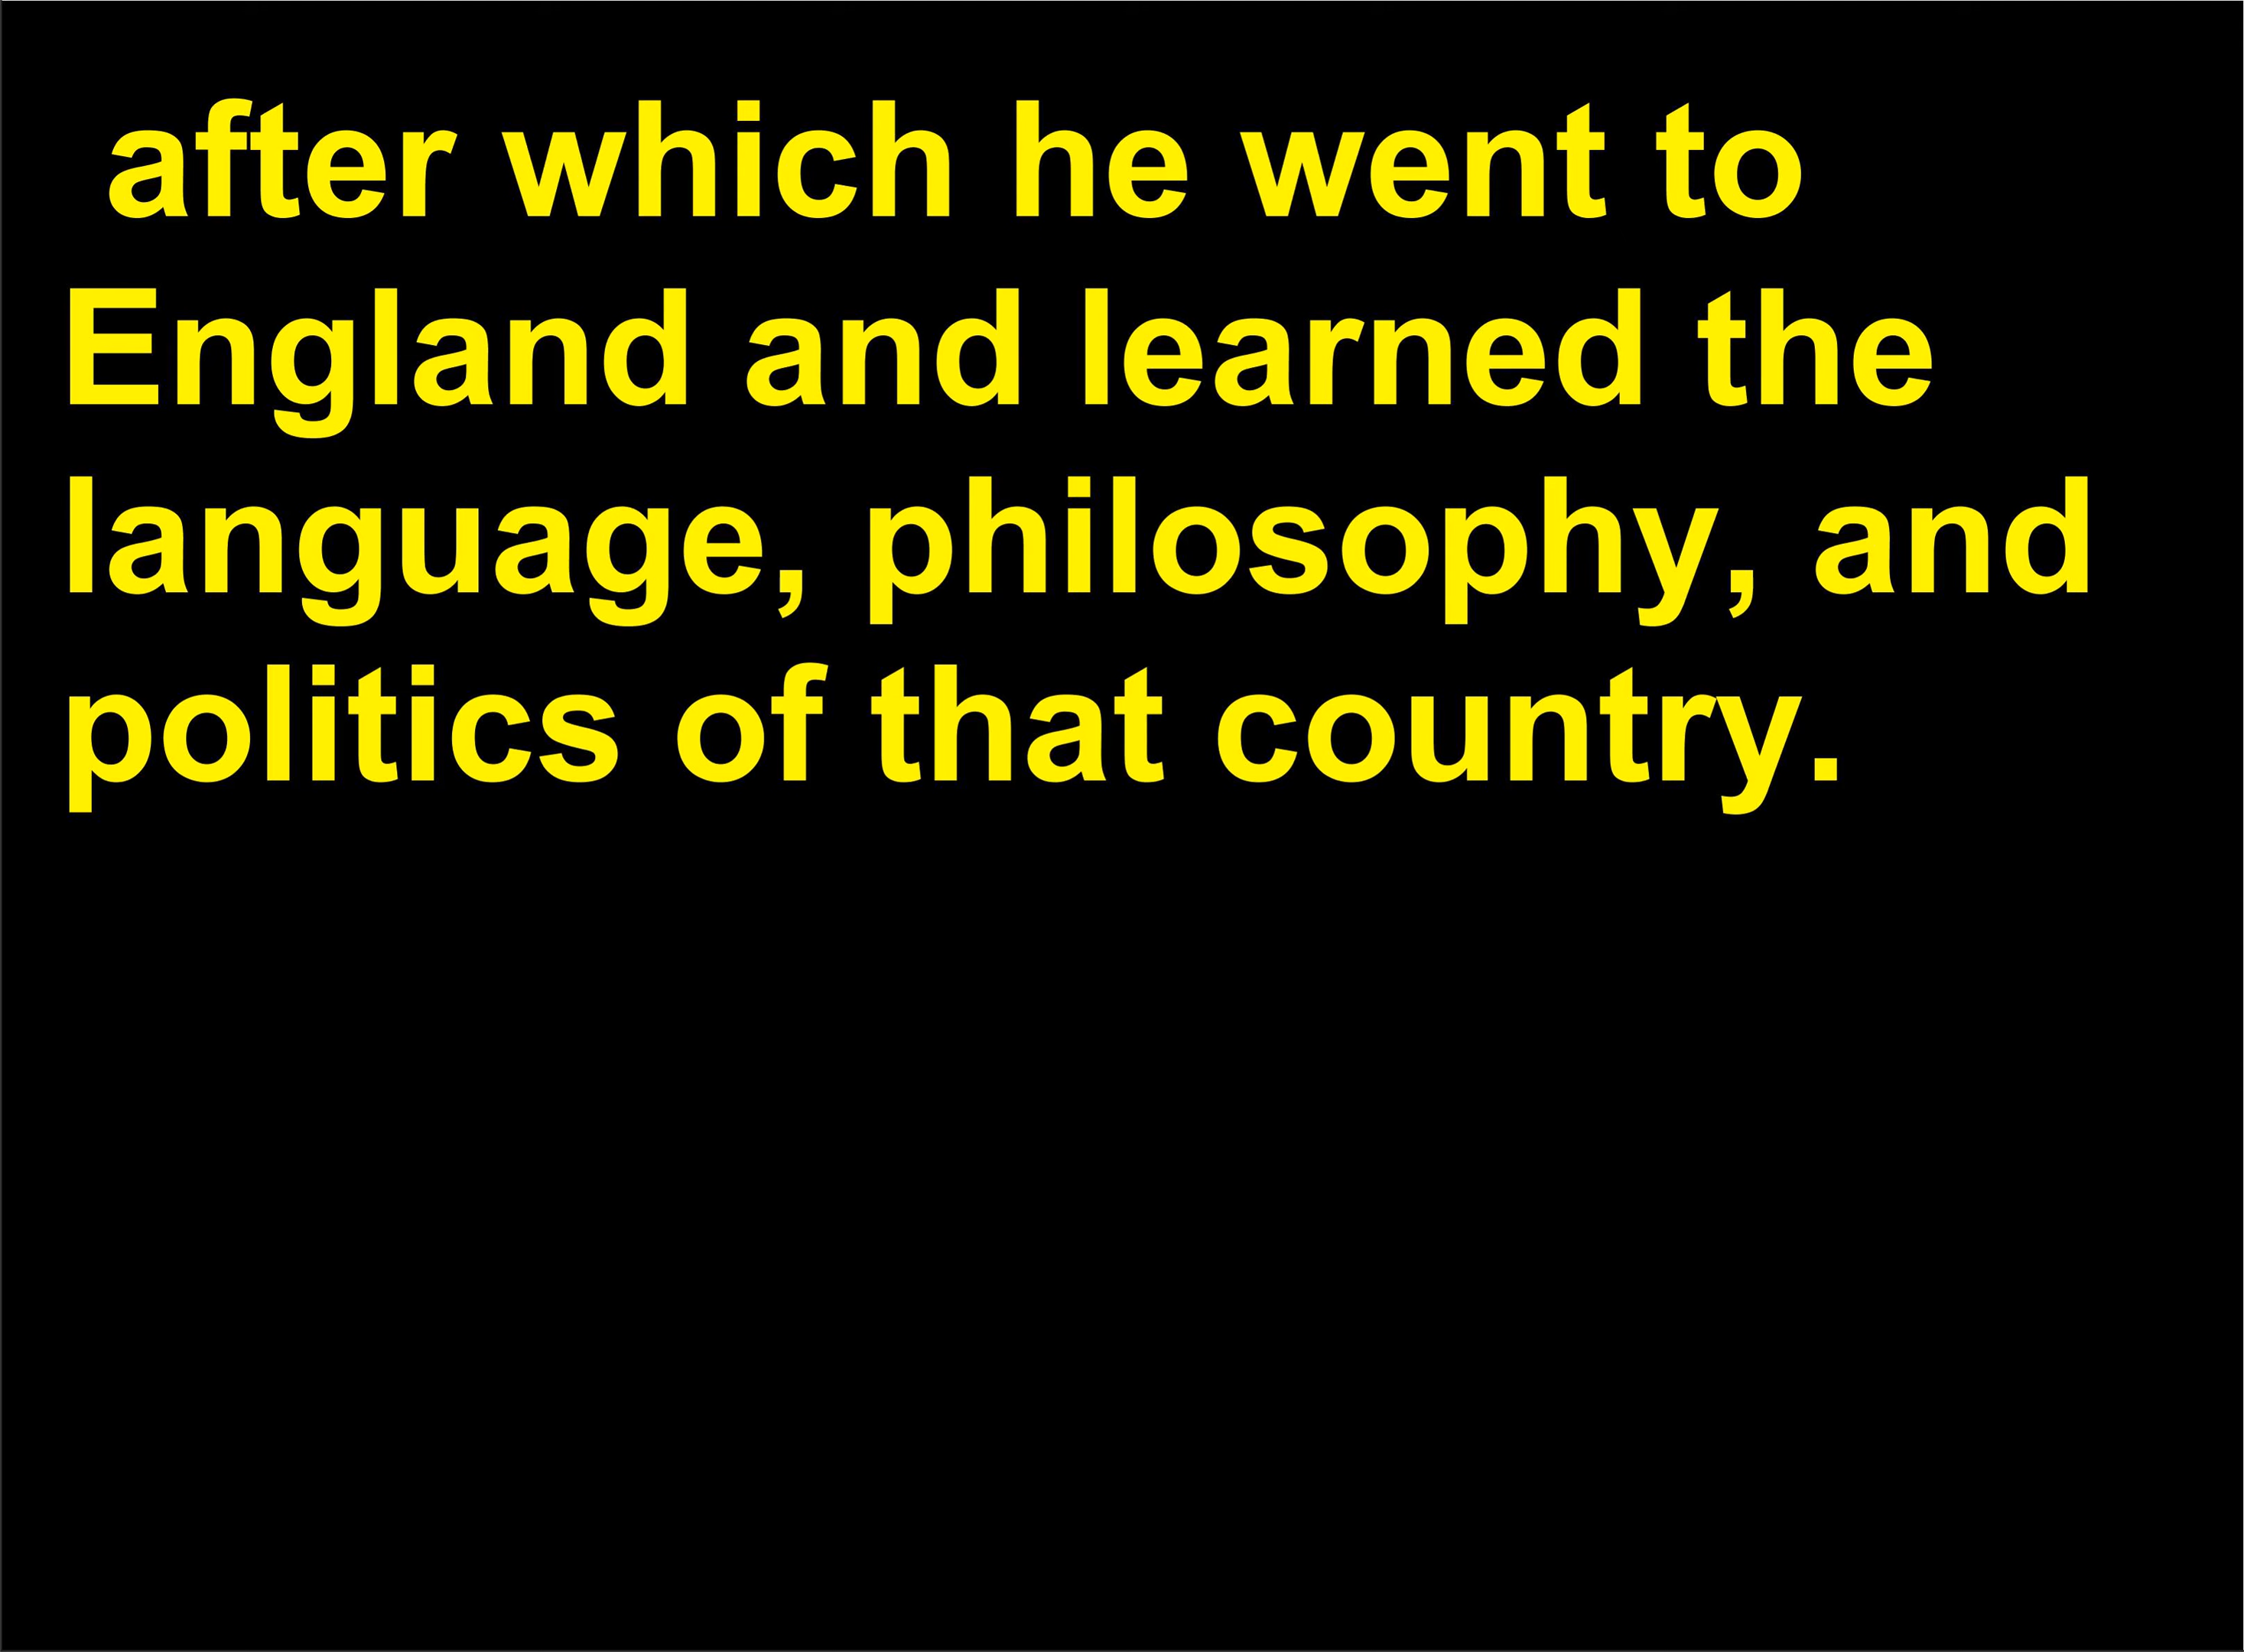 after which he went to
England and learned the
language, philosophy, and
politics of that country.